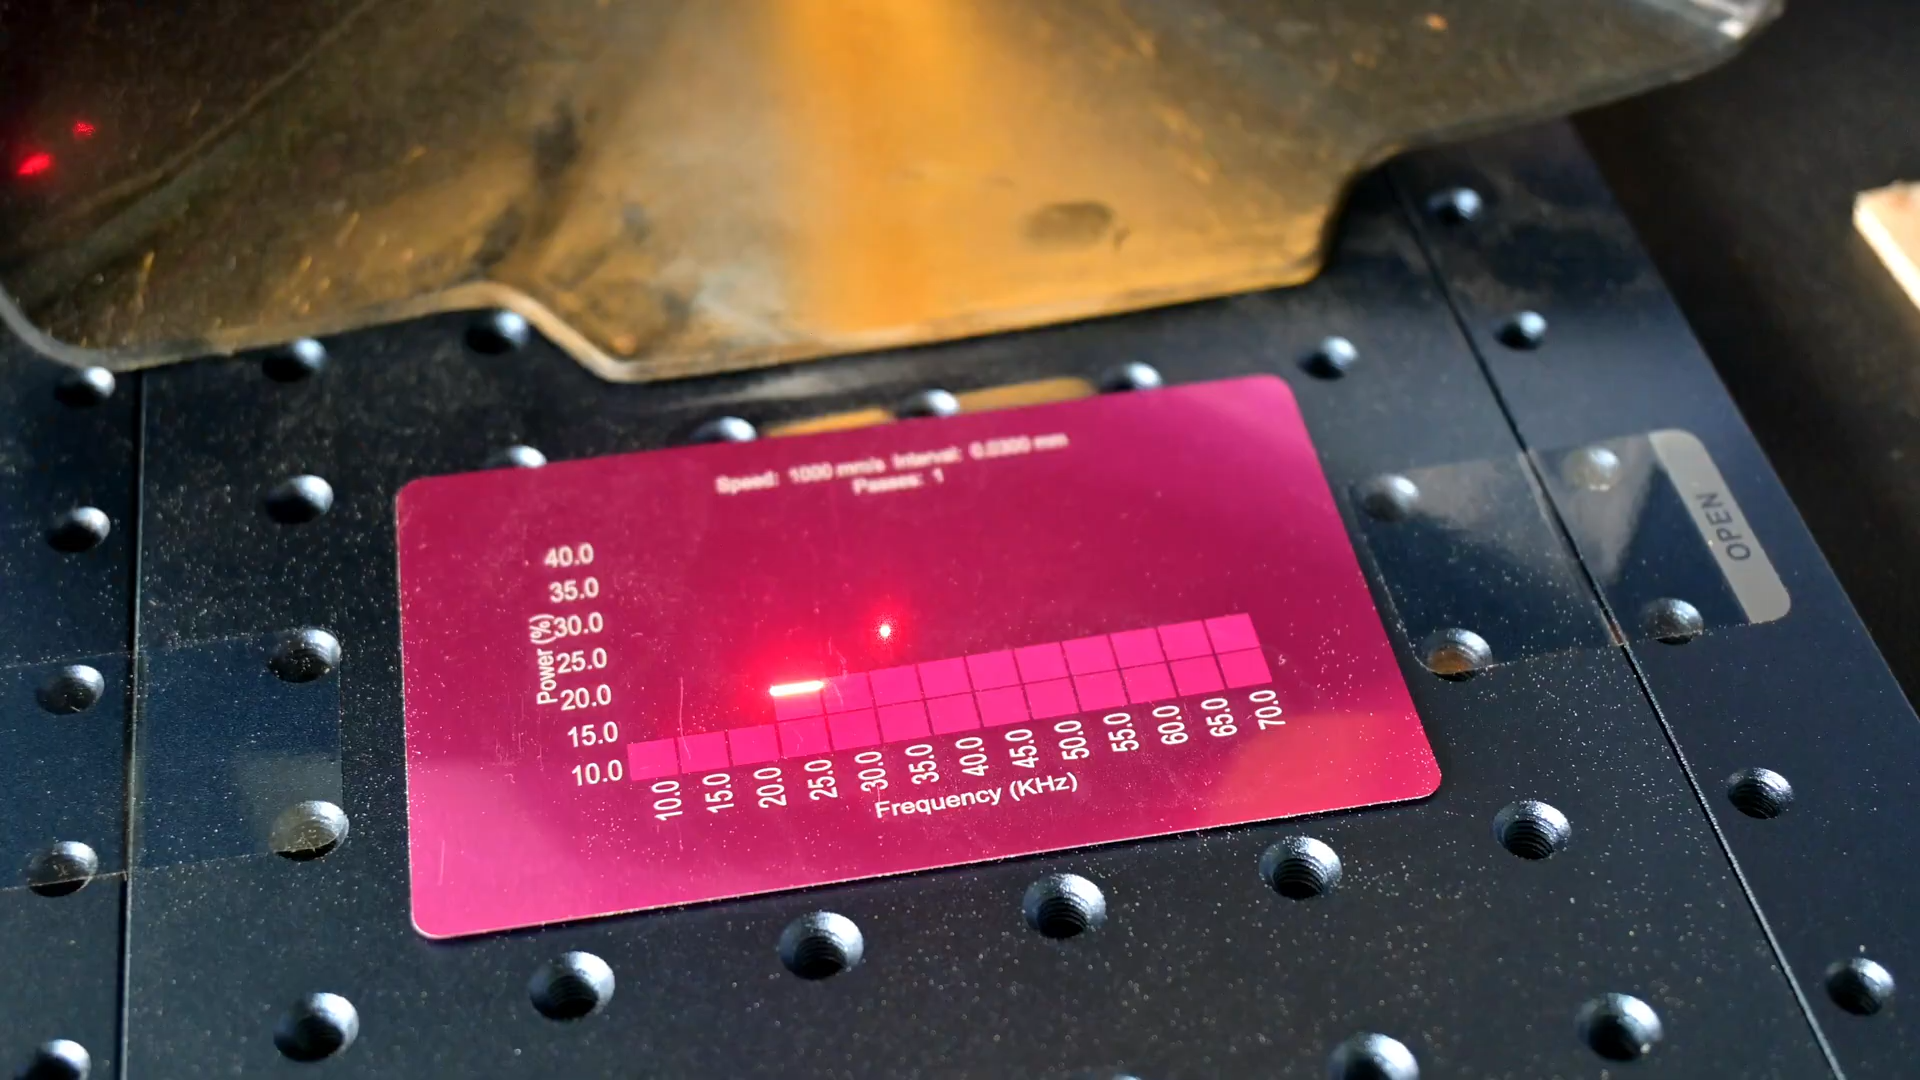 Speed: 1000 mm/s Interval: 0.0300 mm
Passes: 1
40.0
35.0
30.0
25.0
20.0
15.0
10.0
Power (%)
10.0 15.0 20.0 25.0 30.0 35.0 40.0 45.0 50.0 55.0 60.0 65.0 70.0
Frequency (KHz)
OPEN